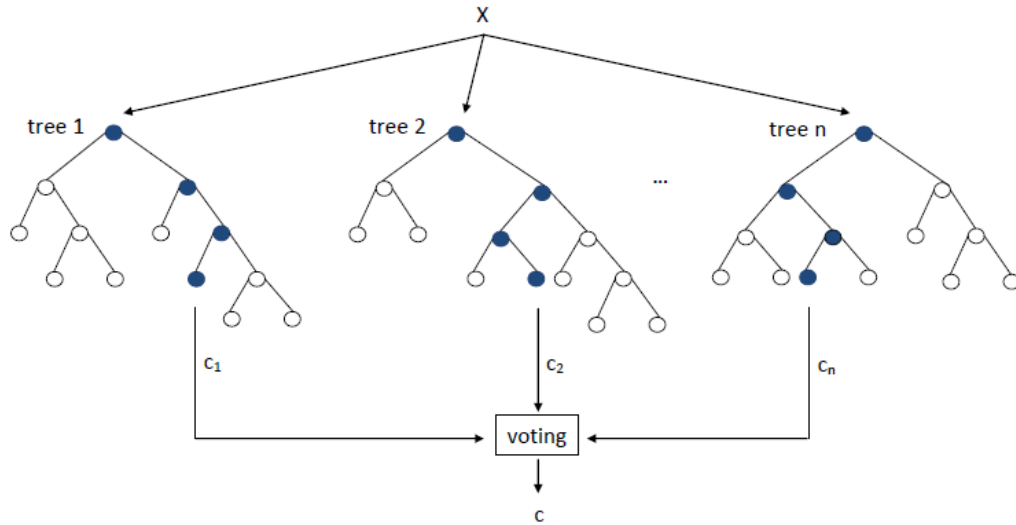 X
tree 1
tree 2
tree n
...
c₁
c₂
cₙ
voting
c